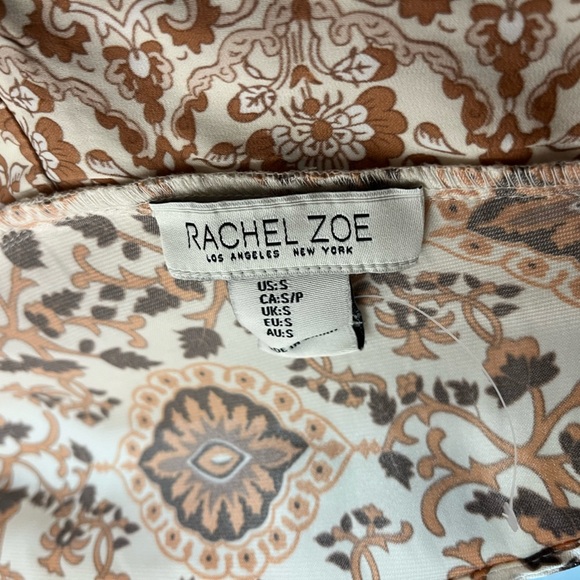 RACHEL ZOE
LOS ANGELES NEW YORK
US:S
CA:S/P
UK:S
EU:S
AU:S